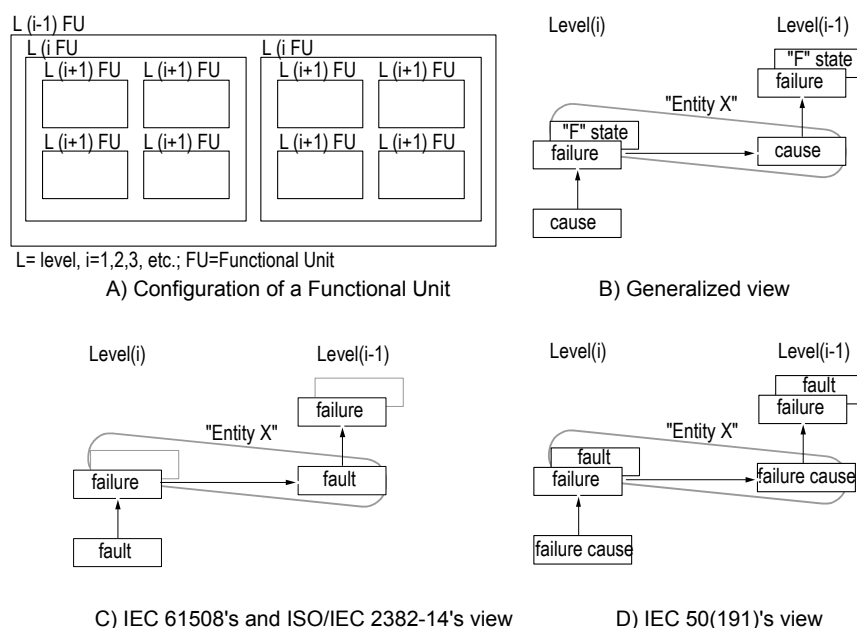 L (i-1) FU
L (i FU
L (i FU
L (i+1) FU L (i+1) FU
L (i+1) FU L (i+1) FU
L (i+1) FU L (i+1) FU
L (i+1) FU L (i+1) FU
L= level, i=1,2,3, etc.; FU=Functional Unit
A) Configuration of a Functional Unit
Level(i)
Level(i-1)
"F" state
failure
"Entity X"
"F" state
failure
cause
cause
B) Generalized view
Level(i)
Level(i-1)
failure
"Entity X"
failure
fault
fault
C) IEC 61508's and ISO/IEC 2382-14's view
Level(i)
Level(i-1)
fault
failure
"Entity X"
fault
failure
failure cause
failure cause
D) IEC 50(191)'s view